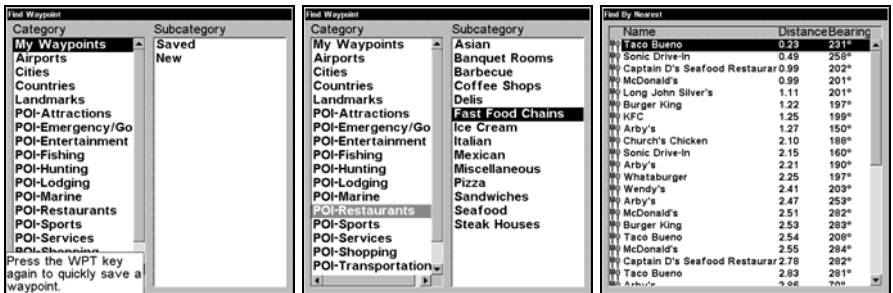 Find Waypoint
Category
My Waypoints
Airports
Cities
Countries
Landmarks
POI-Attractions
POI-Emergency/Go
POI-Entertainment
POI-Fishing
POI-Hunting
POI-Lodging
POI-Marine
POI-Restaurants
POI-Sports
POI-Services
POI-Shopping
Press the WPT key
again to quickly save a
waypoint.
Subcategory
Saved
New
Find Waypoint
Category
My Waypoints
Airports
Cities
Countries
Landmarks
POI-Attractions
POI-Emergency/Go
POI-Entertainment
POI-Fishing
POI-Hunting
POI-Lodging
POI-Marine
POI-Restaurants
POI-Sports
POI-Services
POI-Shopping
POI-Transportation
Subcategory
Asian
Banquet Rooms
Barbecue
Coffee Shops
Delis
Fast Food Chains
Ice Cream
Italian
Mexican
Miscellaneous
Pizza
Sandwiches
Seafood
Steak Houses
Find By Nearest
Name Distance Bearing
Taco Bueno 0.23 231°
Sonic Drive-In 0.49 258°
Captain D's Seafood Restaurar 0.99 202°
McDonald's 0.99 201°
Long John Silver's 1.11 201°
Burger King 1.22 197°
KFC 1.25 199°
Arby's 1.27 150°
Church's Chicken 2.10 188°
Sonic Drive-In 2.15 160°
Arby's 2.21 190°
Whataburger 2.25 197°
Wendy's 2.41 203°
Arby's 2.47 253°
McDonald's 2.51 282°
Burger King 2.53 283°
Taco Bueno 2.54 208°
McDonald's 2.55 284°
Captain D's Seafood Restaurar 2.78 282°
Taco Bueno 2.83 281°
Arby's 2.86 70°